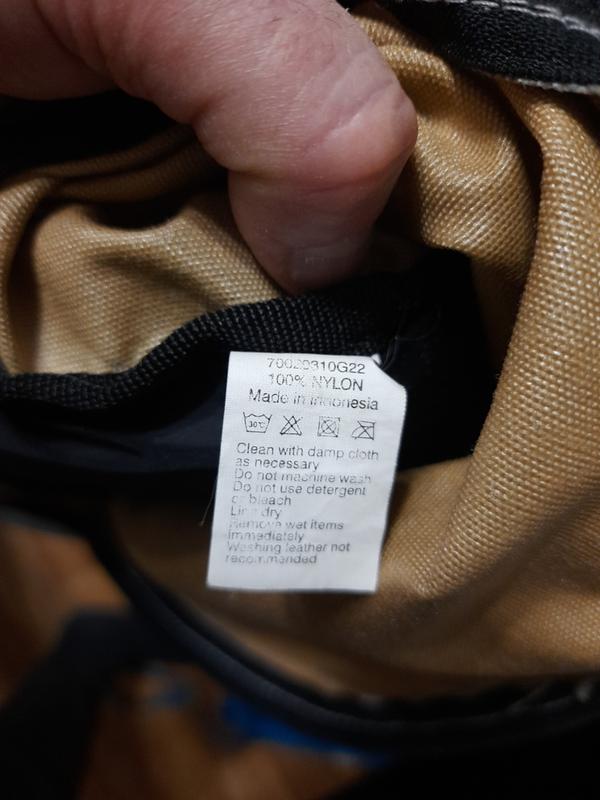 100% NYLON
Made in Indonesia
30°C
Clean with damp cloth
as necessary
Do not machine wash
Do not use detergent
or bleach
Line dry
Remove wet items
immediately
Washing leather not
recommended